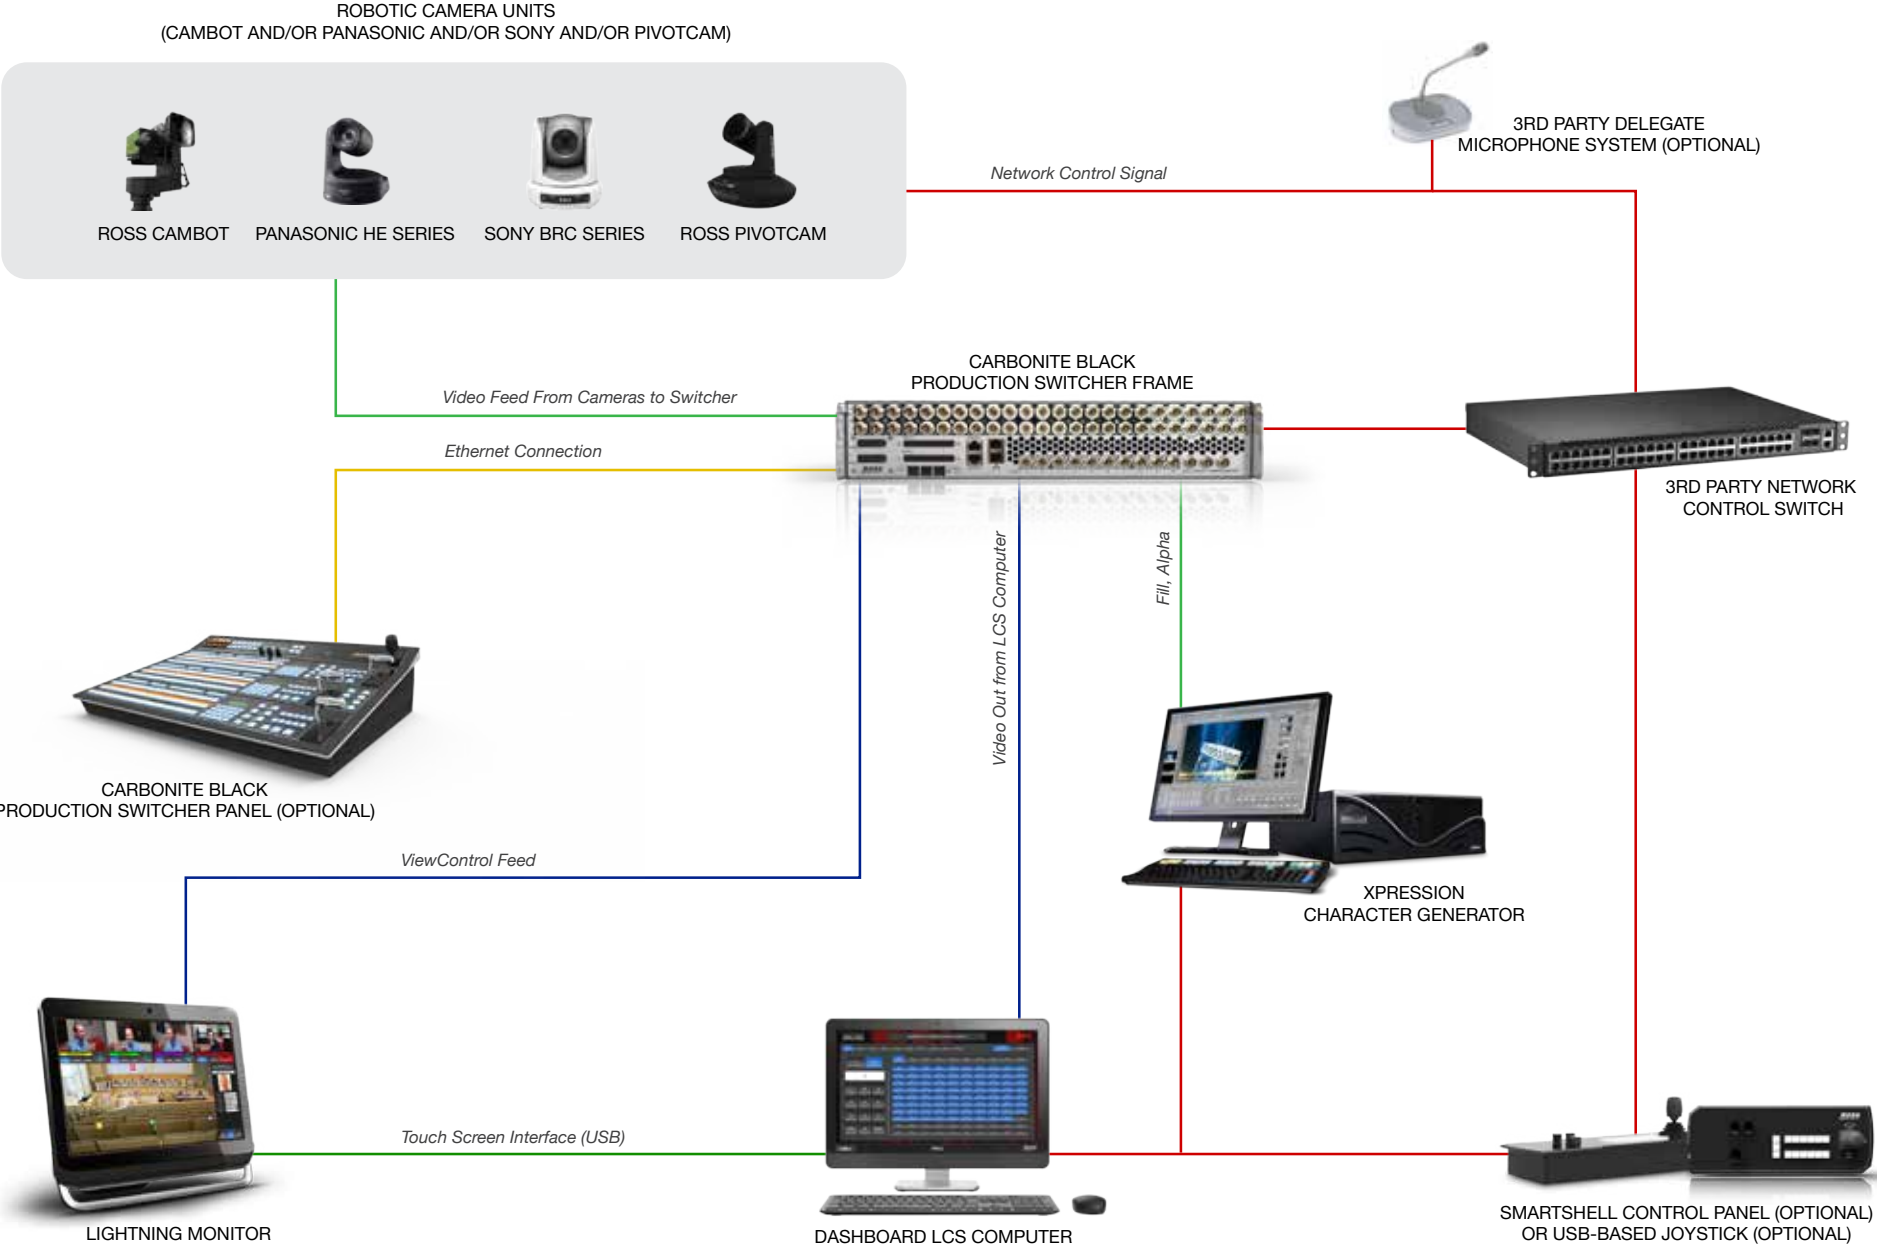 ROBOTIC CAMERA UNITS
(CAMBOT AND/OR PANASONIC AND/OR SONY AND/OR PIVOTCAM)
ROSS CAMBOT
PANASONIC HE SERIES
SONY BRC SERIES
ROSS PIVOTCAM
Network Control Signal
3RD PARTY DELEGATE
MICROPHONE SYSTEM (OPTIONAL)
CARBONITE BLACK
PRODUCTION SWITCHER FRAME
Video Feed From Cameras to Switcher
Ethernet Connection
3RD PARTY NETWORK
CONTROL SWITCH
Video Out from LCS Computer
Fill, Alpha
CARBONITE BLACK
PRODUCTION SWITCHER PANEL (OPTIONAL)
ViewControl Feed
XPRESSION
CHARACTER GENERATOR
Touch Screen Interface (USB)
LIGHTNING MONITOR
DASHBOARD LCS COMPUTER
SMARTSHELL CONTROL PANEL (OPTIONAL)
OR USB-BASED JOYSTICK (OPTIONAL)